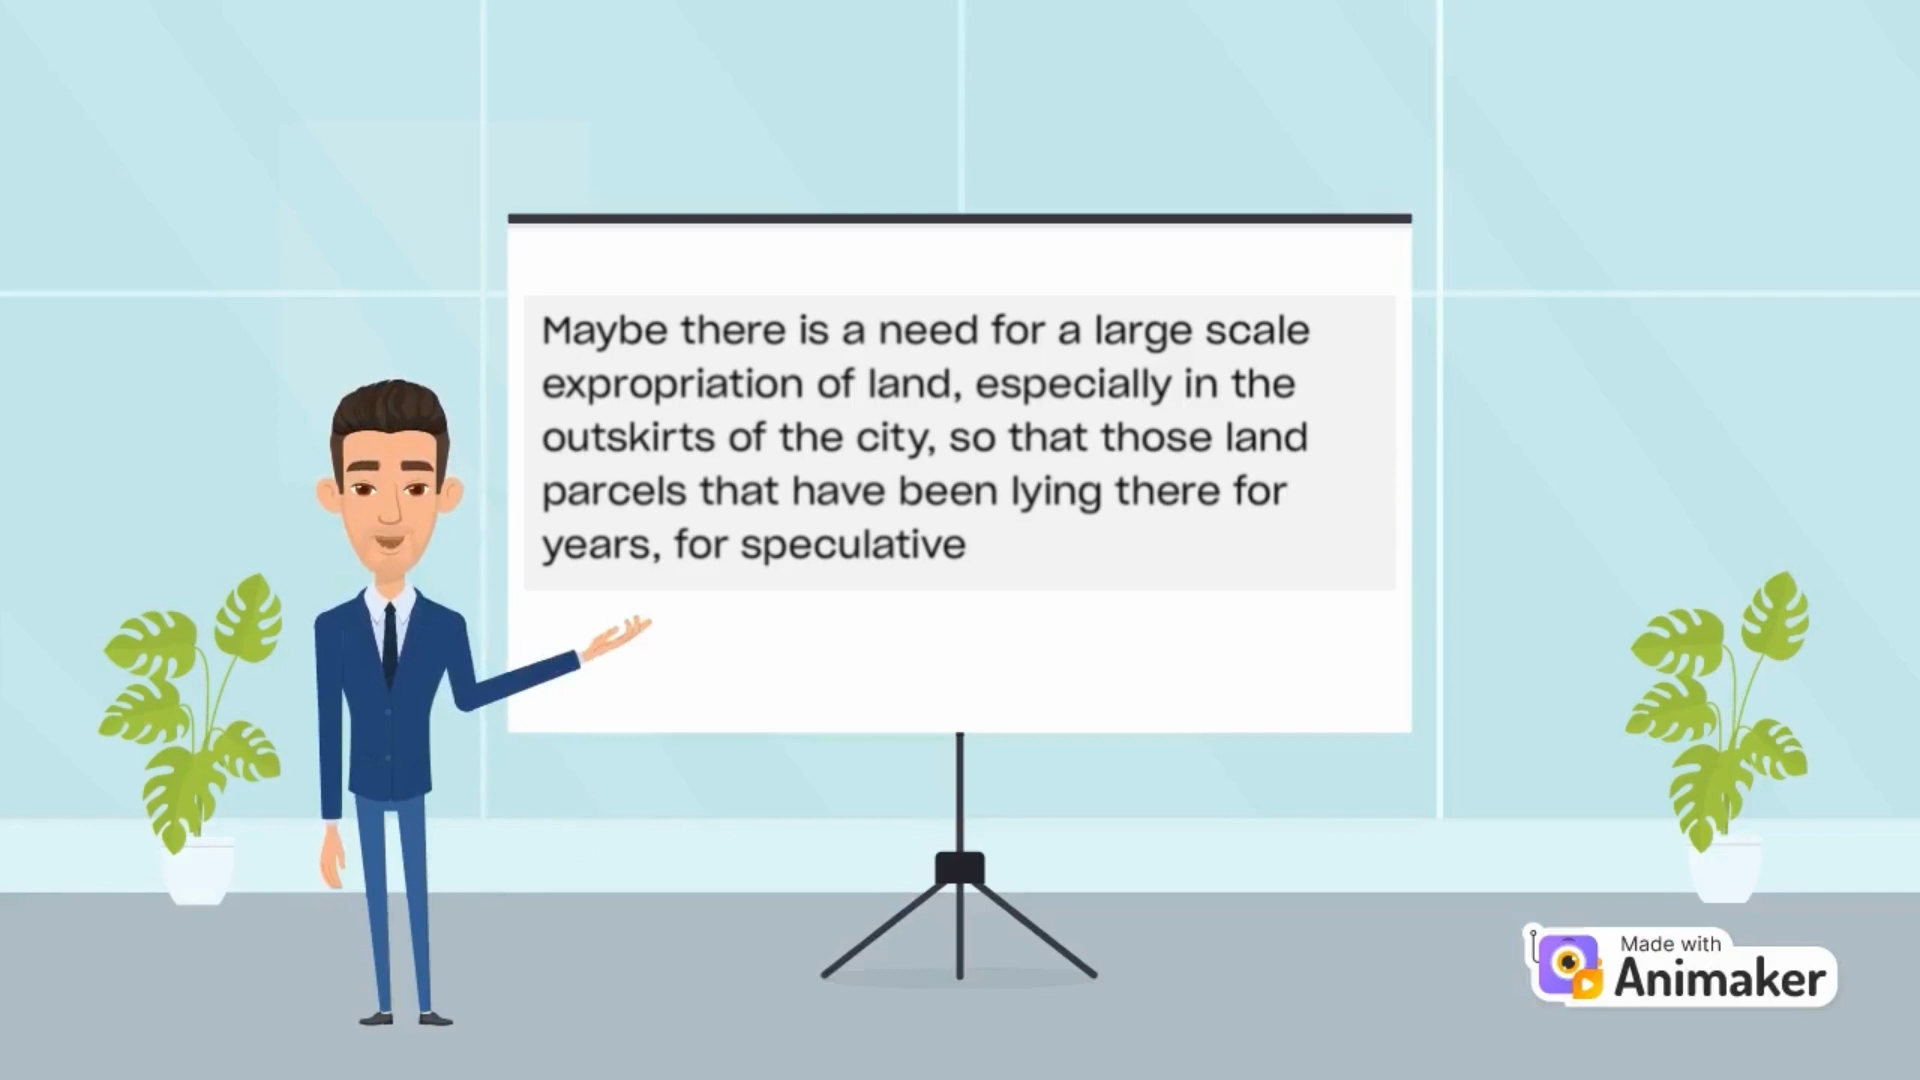 Maybe there is a need for a large scale
expropriation of land, especially in the
outskirts of the city, so that those land
parcels that have been lying there for
years, for speculative
Made with
Animaker